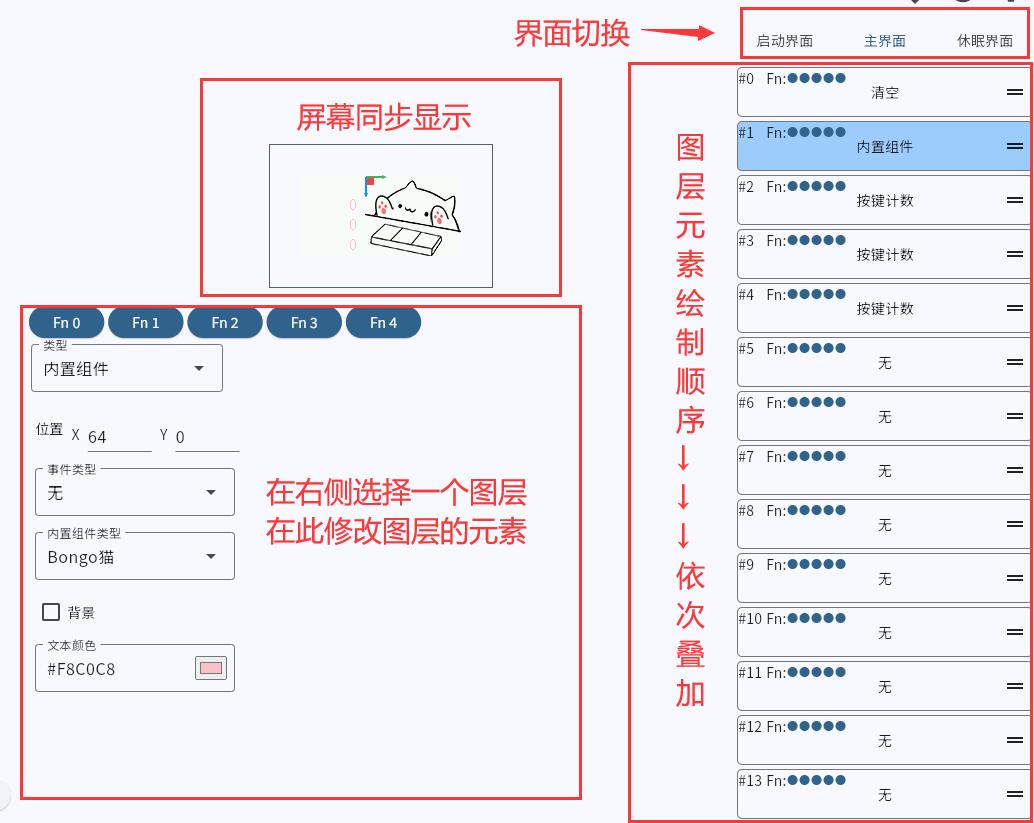 界面切换
启动界面 主界面 休眠界面
屏幕同步显示
0
0
0
Fn 0 Fn 1 Fn 2 Fn 3 Fn 4
类型
内置组件
位置 X 64 Y 0
事件类型
无
内置组件类型
Bongo猫
背景
文本颜色
#F8C0C8
在右侧选择一个图层
在此修改图层的元素
图层元素绘制顺序↓↓↓依次叠加
#0 Fn:●●●●●
清空
#1 Fn:●●●●●
内置组件
#2 Fn:●●●●●
按键计数
#3 Fn:●●●●●
按键计数
#4 Fn:●●●●●
按键计数
#5 Fn:●●●●●
无
#6 Fn:●●●●●
无
#7 Fn:●●●●●
无
#8 Fn:●●●●●
无
#9 Fn:●●●●●
无
#10 Fn:●●●●●
无
#11 Fn:●●●●●
无
#12 Fn:●●●●●
无
#13 Fn:●●●●●
无